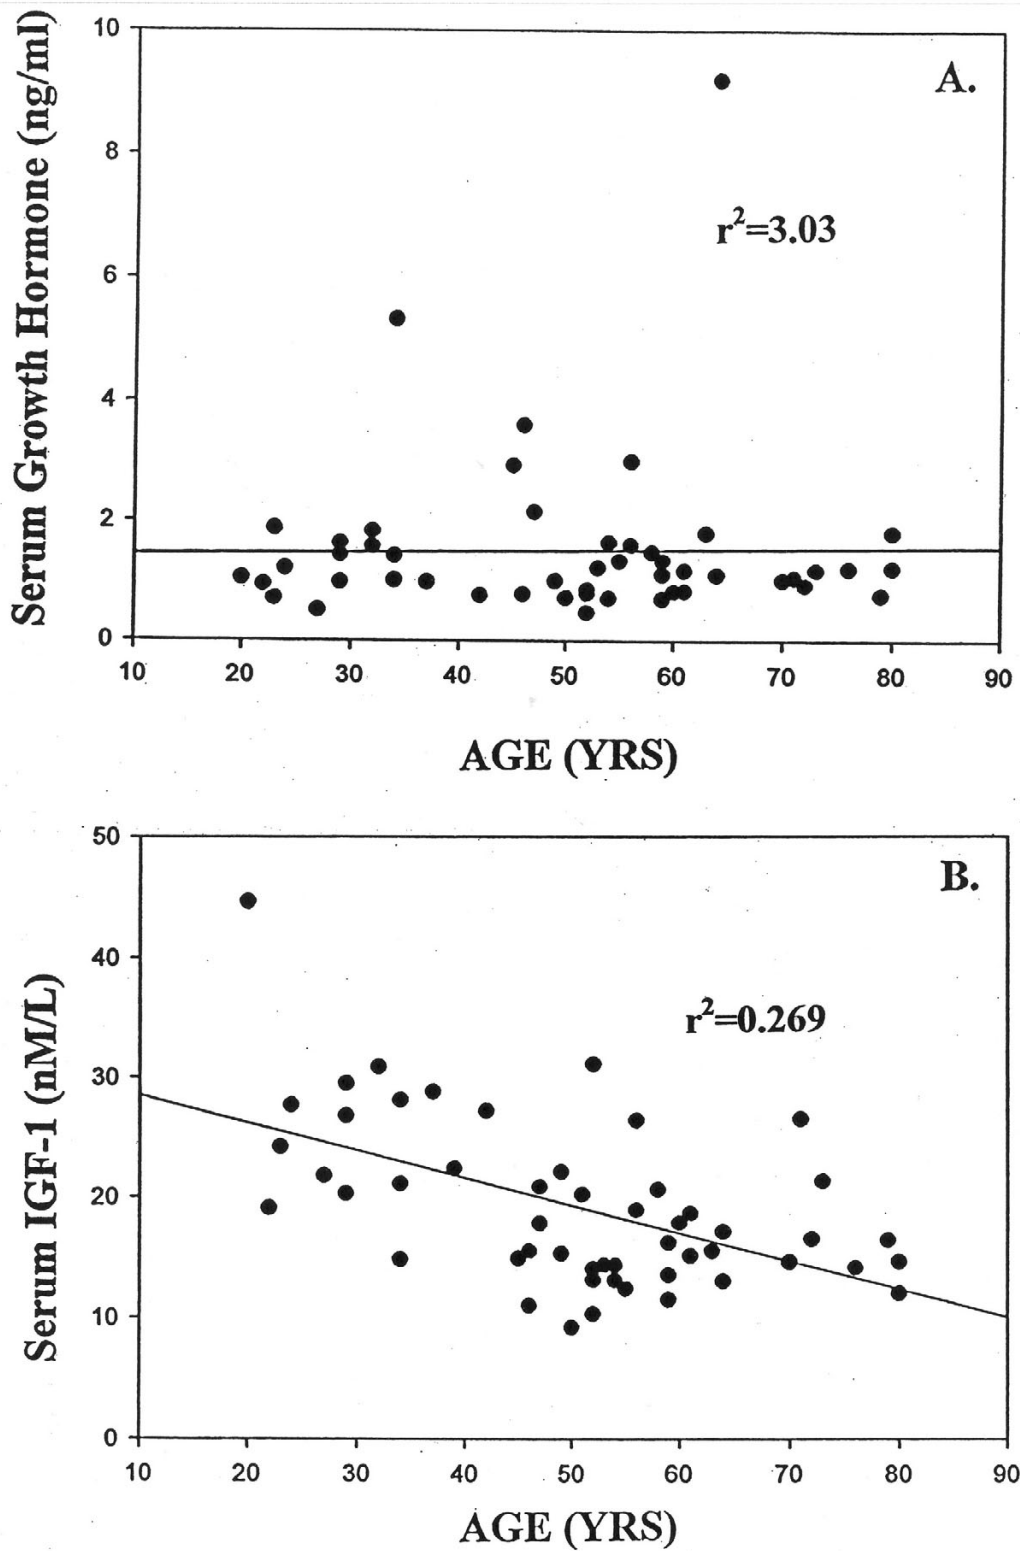 Serum Growth Hormone (ng/ml)
10
8
6
4
2
0
A.
r²=3.03
10 20 30 40 50 60 70 80 90
AGE (YRS)
Serum IGF-1 (nM/L)
50
40
30
20
10
0
B.
r²=0.269
10 20 30 40 50 60 70 80 90
AGE (YRS)